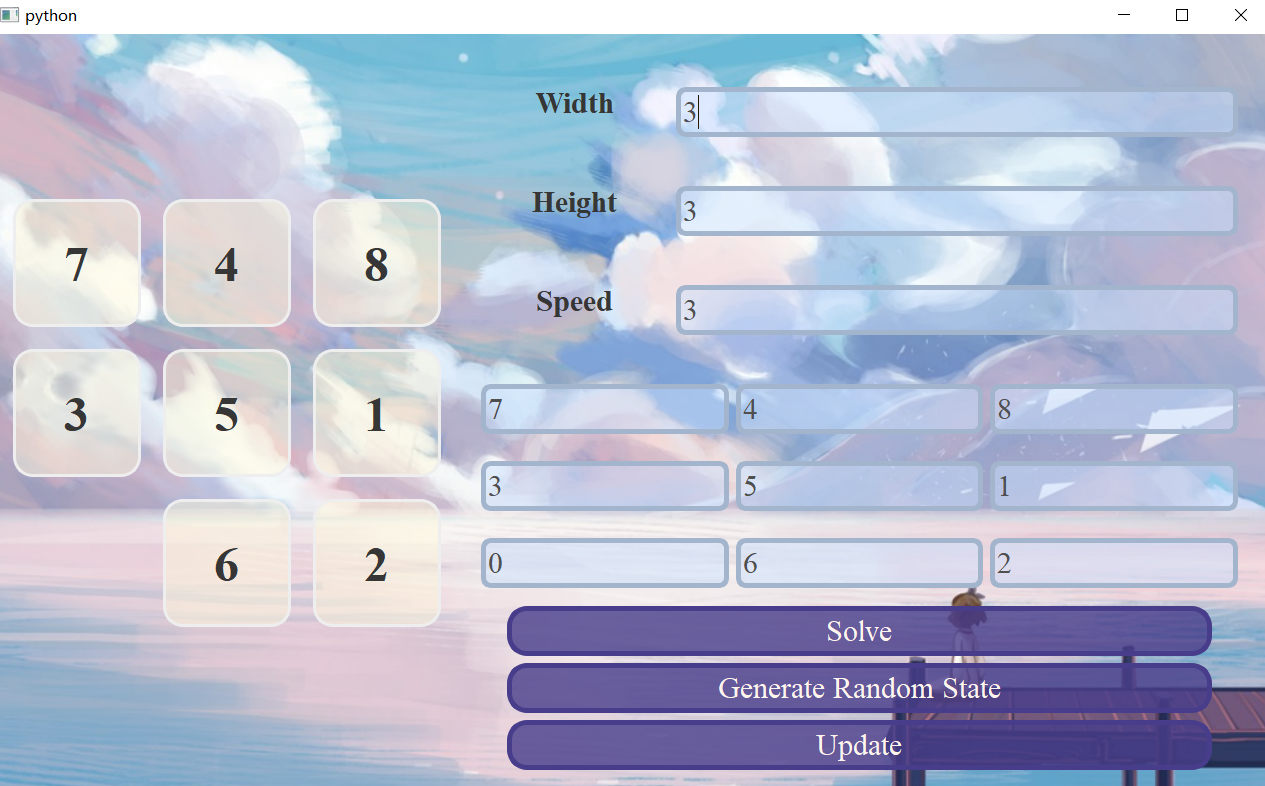 python
Width 3
Height 3
Speed 3
7 4 8
3 5 1
6 2
7 4 8
3 5 1
0 6 2
Solve
Generate Random State
Update